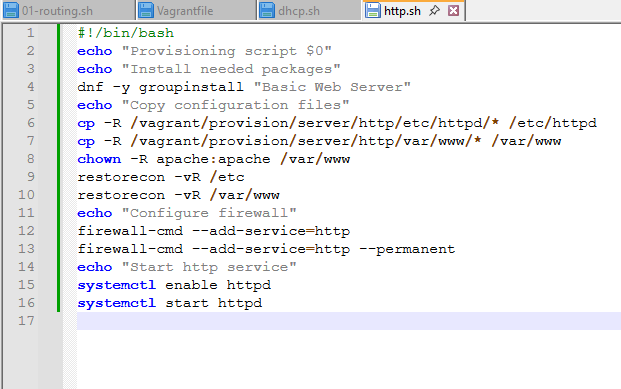 01-routing.sh Vagrantfile dhcp.sh http.sh
1 #!/bin/bash
2 echo "Provisioning script $0"
3 echo "Install needed packages"
4 dnf -y groupinstall "Basic Web Server"
5 echo "Copy configuration files"
6 cp -R /vagrant/provision/server/http/etc/httpd/* /etc/httpd
7 cp -R /vagrant/provision/server/http/var/www/* /var/www
8 chown -R apache:apache /var/www
9 restorecon -vR /etc
10 restorecon -vR /var/www
11 echo "Configure firewall"
12 firewall-cmd --add-service=http
13 firewall-cmd --add-service=http --permanent
14 echo "Start http service"
15 systemctl enable httpd
16 systemctl start httpd
17